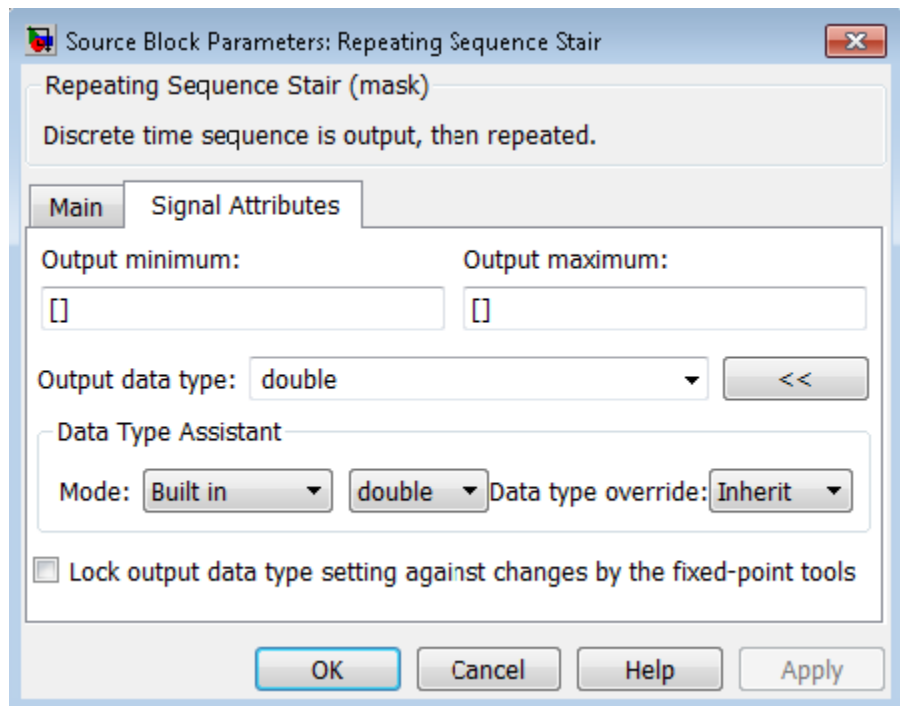 Source Block Parameters: Repeating Sequence Stair
Repeating Sequence Stair (mask)
Discrete time sequence is output, then repeated.
Main Signal Attributes
Output minimum: Output maximum:
[] []
Output data type: double <<
Data Type Assistant
Mode: Built in double Data type override: Inherit
Lock output data type setting against changes by the fixed-point tools
OK Cancel Help Apply